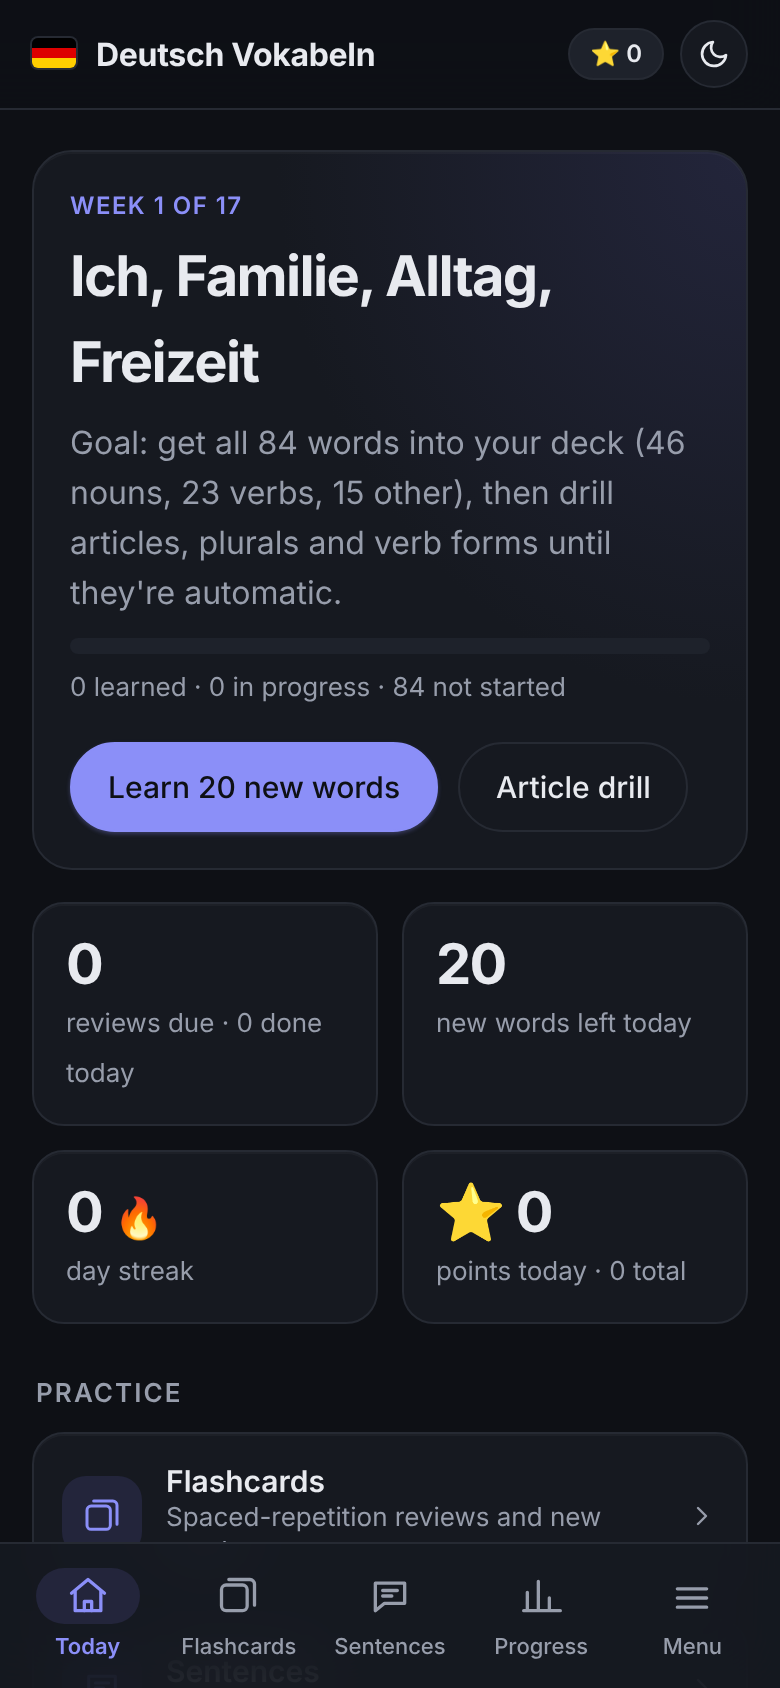 Deutsch Vokabeln
⭐ 0
WEEK 1 OF 17
Ich, Familie, Alltag,
Freizeit
Goal: get all 84 words into your deck (46
nouns, 23 verbs, 15 other), then drill
articles, plurals and verb forms until
they're automatic.
0 learned · 0 in progress · 84 not started
Learn 20 new words
Article drill
0
reviews due · 0 done
today
20
new words left today
0 🔥
day streak
⭐ 0
points today · 0 total
PRACTICE
Flashcards
Spaced-repetition reviews and new
Today
Flashcards
Sentences
Progress
Menu
Sentences